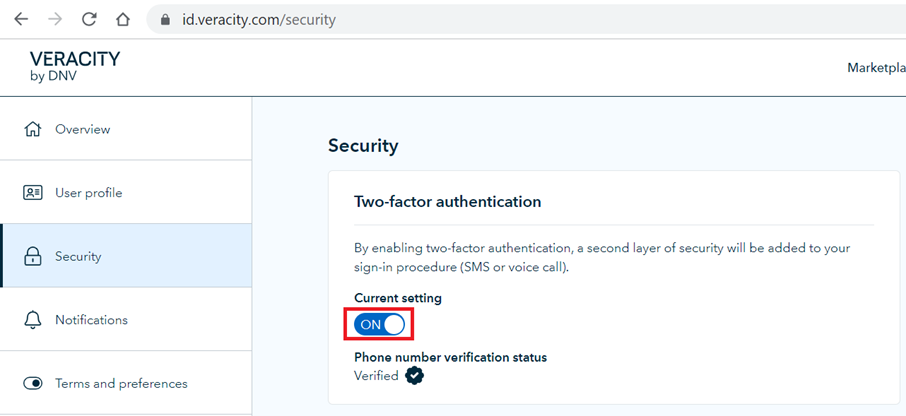 id.veracity.com/security
VERACITY
by DNV
Marketpla
Overview
User profile
Security
Notifications
Terms and preferences
Security
Two-factor authentication
By enabling two-factor authentication, a second layer of security will be added to your
sign-in procedure (SMS or voice call).
Current setting
ON
Phone number verification status
Verified